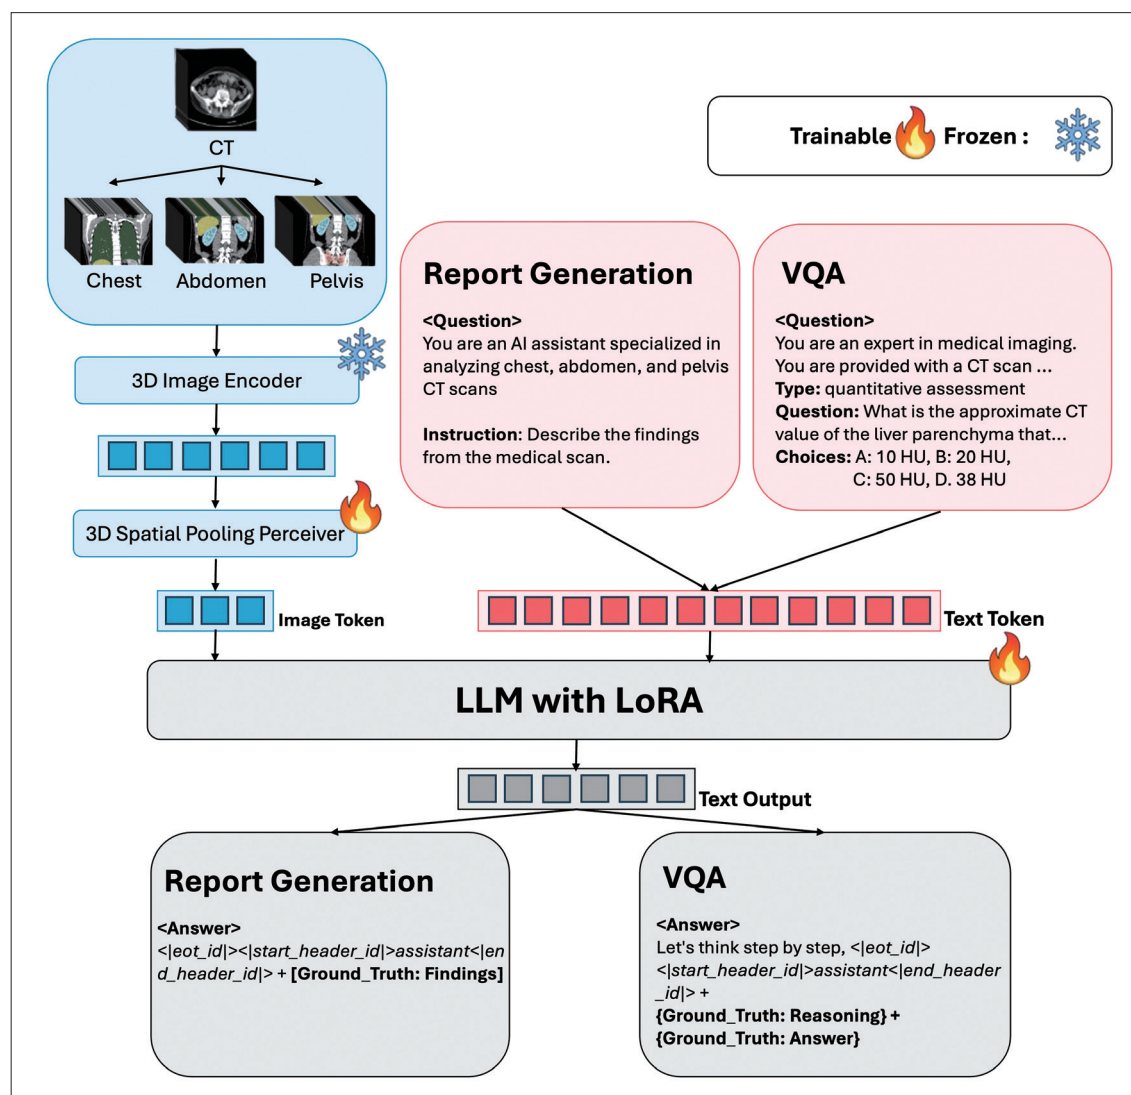 CT
Chest
Abdomen
Pelvis
3D Image Encoder
3D Spatial Pooling Perceiver
Image Token
Trainable
Frozen :
Report Generation
<Question>
You are an AI assistant specialized in
analyzing chest, abdomen, and pelvis
CT scans
Instruction: Describe the findings
from the medical scan.
VQA
<Question>
You are an expert in medical imaging.
You are provided with a CT scan ...
Type: quantitative assessment
Question: What is the approximate CT
value of the liver parenchyma that...
Choices: A: 10 HU, B: 20 HU,
C: 50 HU, D. 38 HU
Text Token
LLM with LoRA
Text Output
Report Generation
<Answer>
<|eot_id|><|start_header_id|>assistant<|en
d_header_id|> + [Ground_Truth: Findings]
VQA
<Answer>
Let's think step by step, <|eot_id|>
<|start_header_id|>assistant<|end_header
_id|> +
{Ground_Truth: Reasoning} +
{Ground_Truth: Answer}